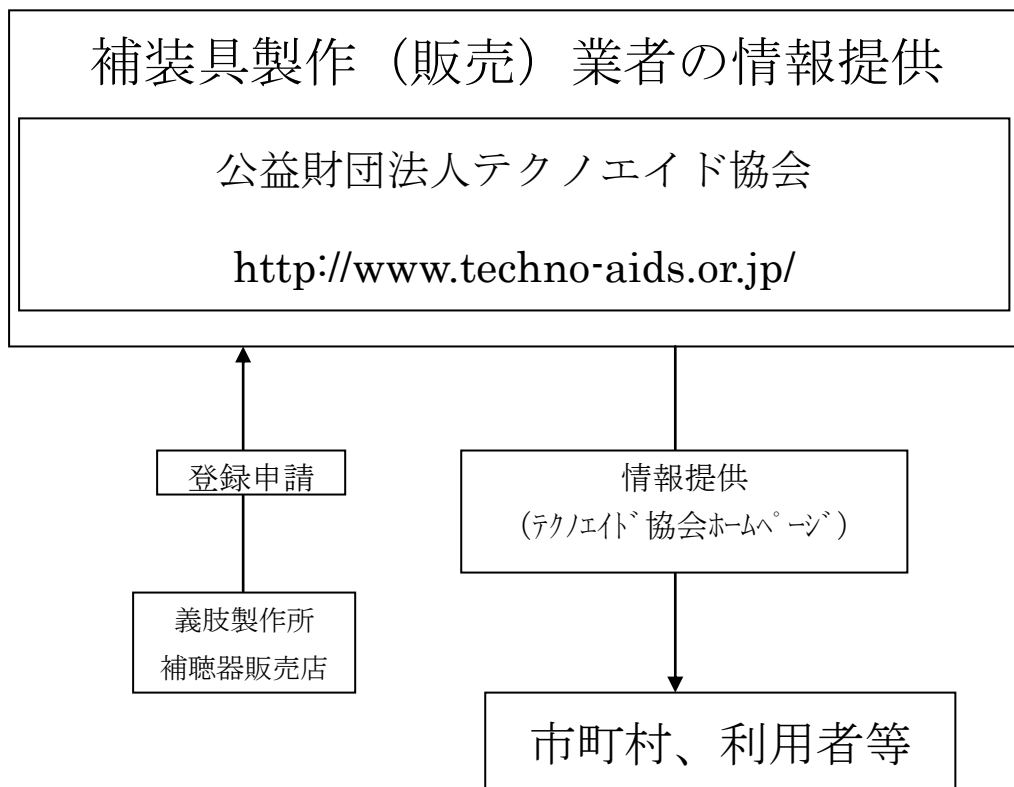 補装具製作（販売）業者の情報提供
公益財団法人テクノエイド協会
http://www.techno-aids.or.jp/
登録申請
情報提供
（ﾃｸﾉｴｲﾄﾞ協会ﾎｰﾑﾍﾟｰｼﾞ）
義肢製作所
補聴器販売店
市町村、利用者等